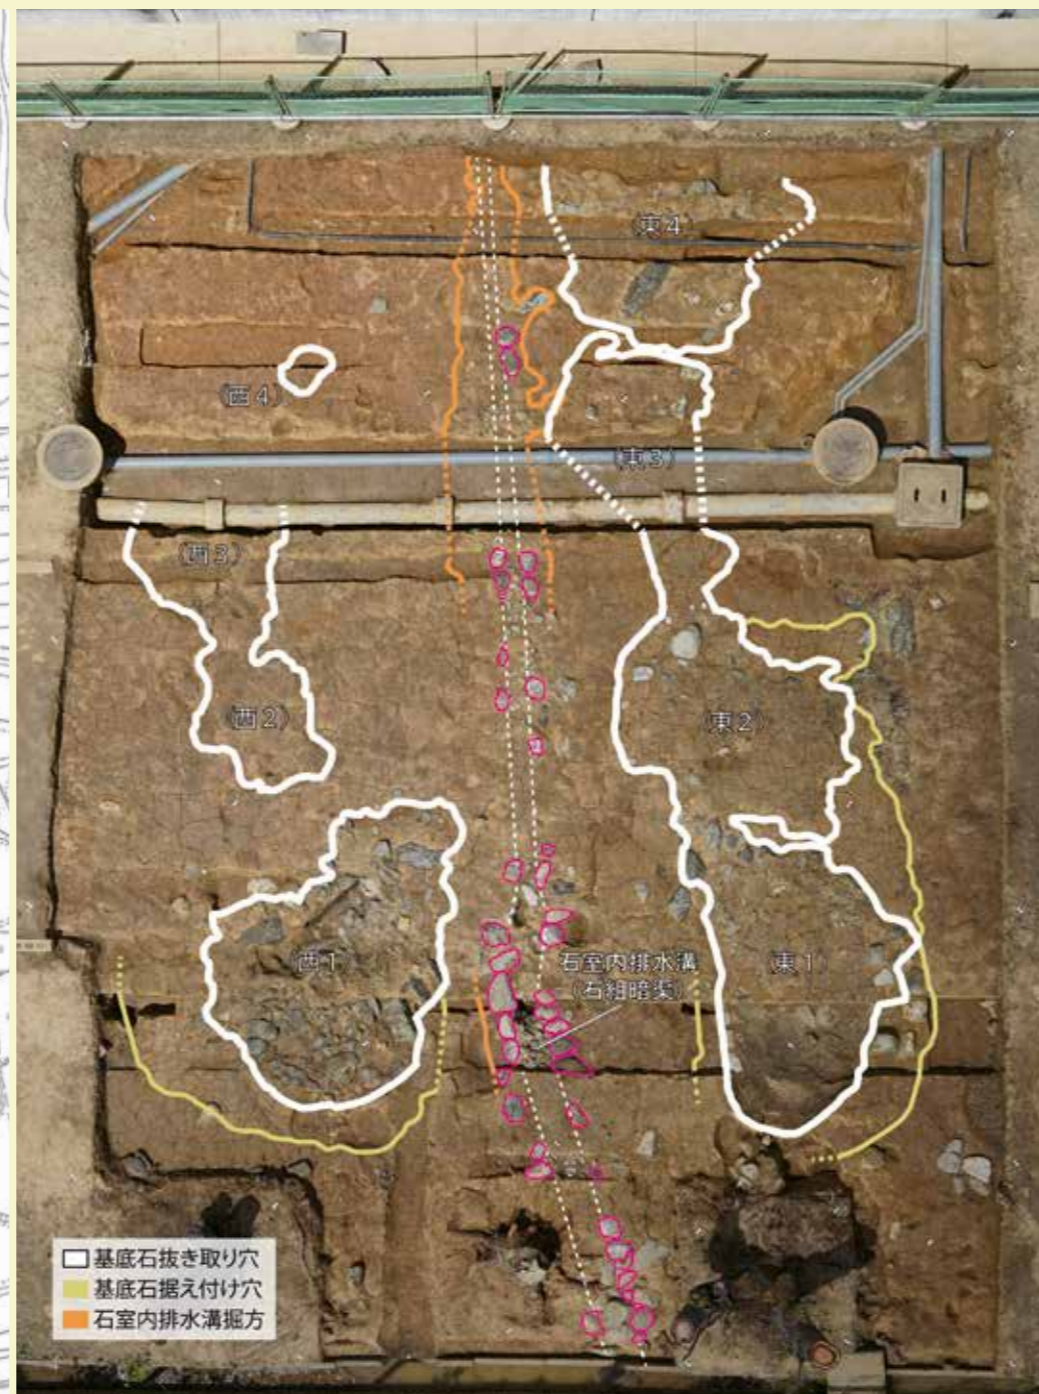 (東4)
(西4)
(東3)
(西3)
(西2)
(東2)
石室内排水溝
(石組暗渠)
(西1)
(東1)
基底石抜き取り穴
基底石据え付け穴
石室内排水溝掘方